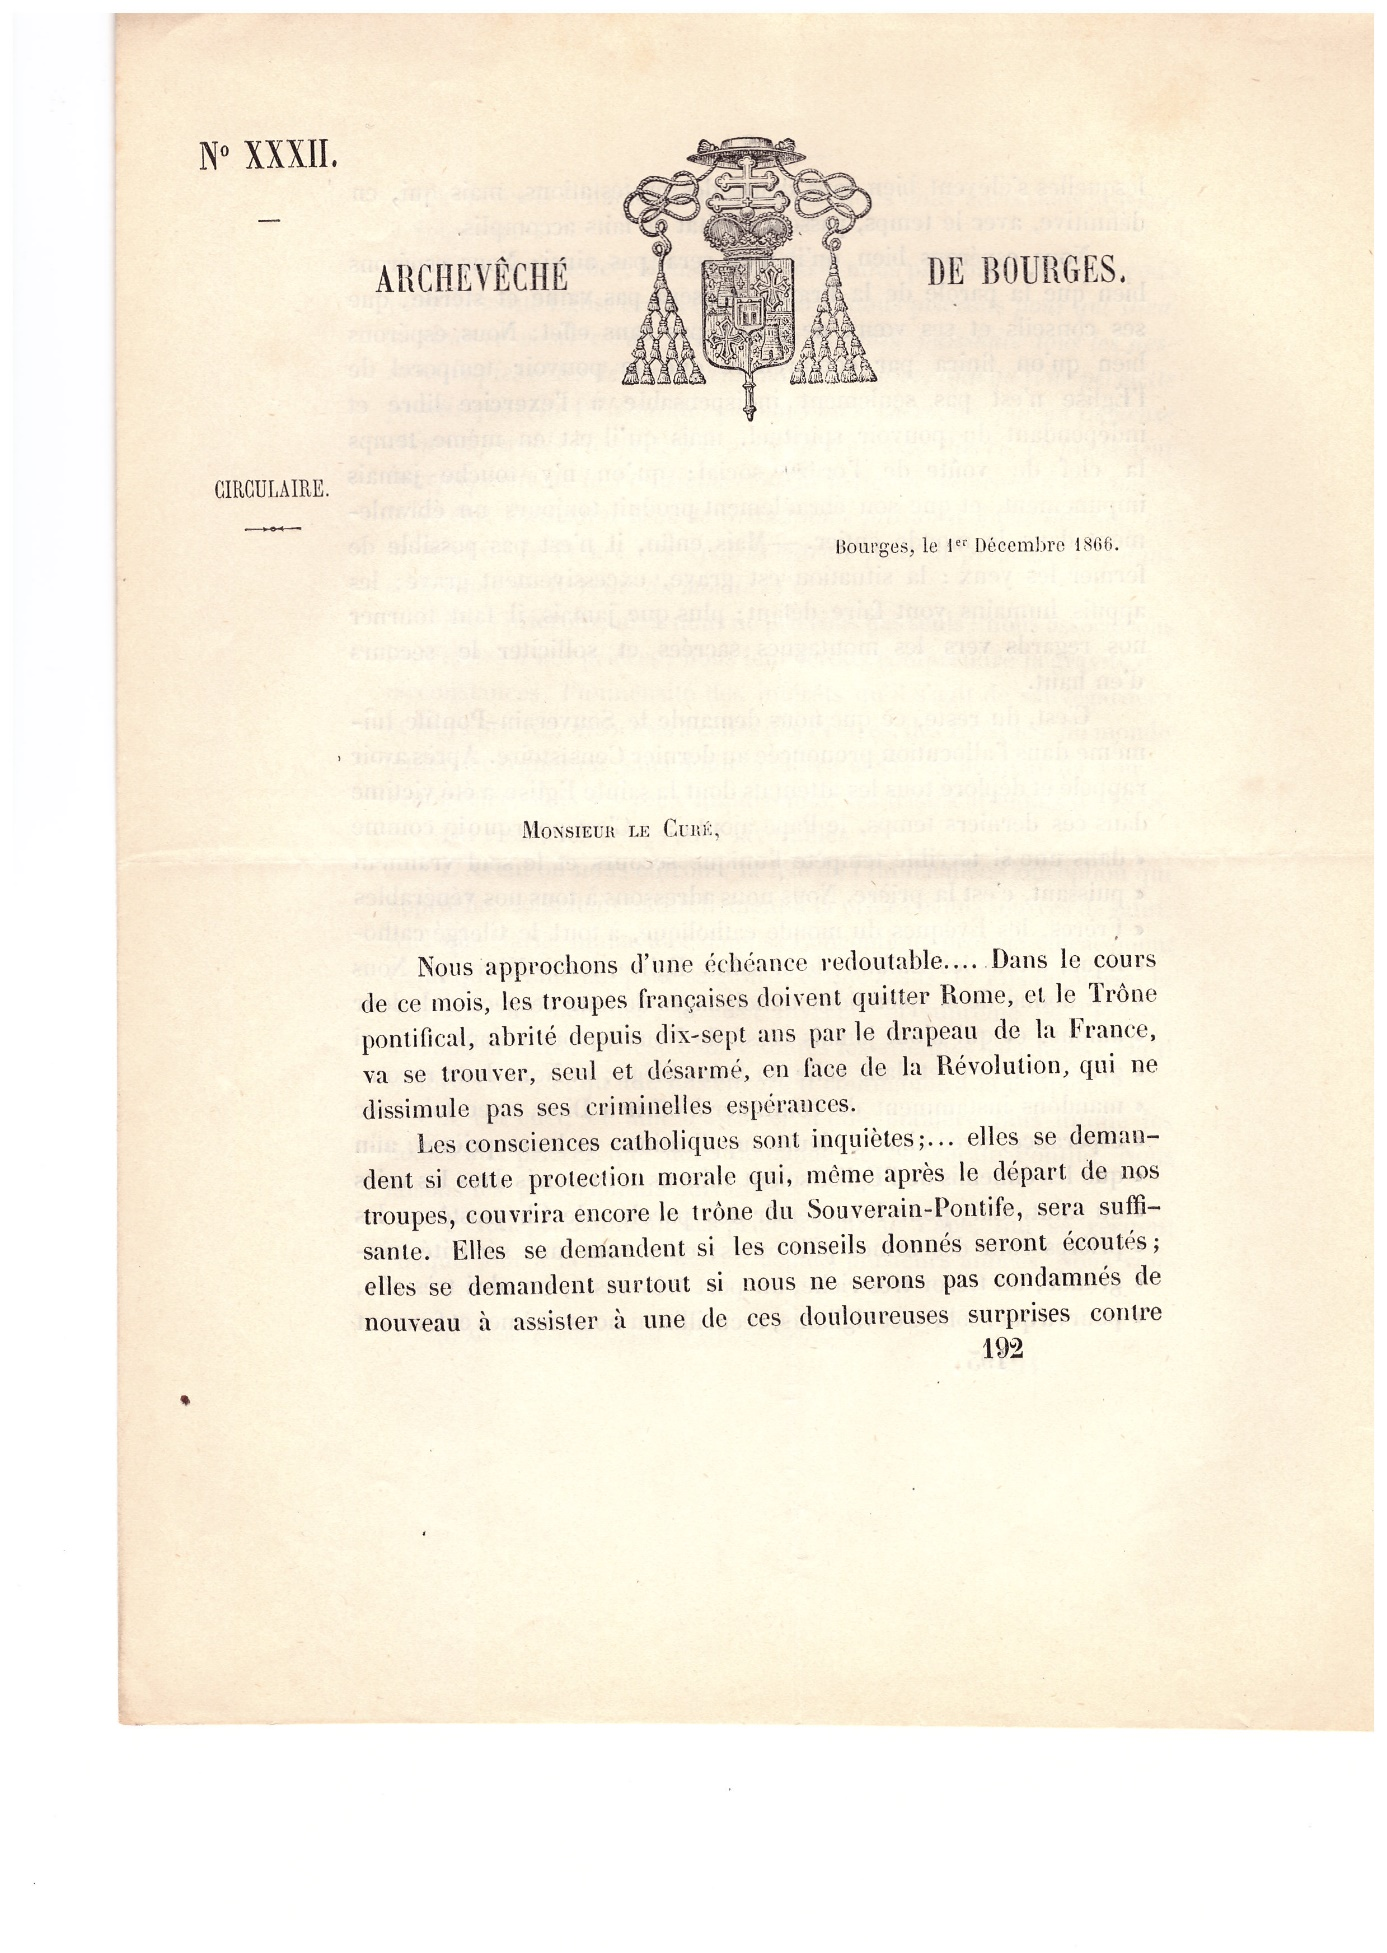 No XXXII.
ARCHEVÊCHÉ DE BOURGES.
CIRCULAIRE.
Bourges, le 1er Décembre 1866.
Monsieur le Curé,
Nous approchons d'une échéance redoutable.... Dans le cours
de ce mois, les troupes françaises doivent quitter Rome, et le Trône
pontifical, abrité depuis dix-sept ans par le drapeau de la France,
va se trouver, seul et désarmé, en face de la Révolution, qui ne
dissimule pas ses criminelles espérances.
Les consciences catholiques sont inquiètes;... elles se deman-
dent si cette protection morale qui, même après le départ de nos
troupes, couvrira encore le trône du Souverain-Pontife, sera suffi-
sante. Elles se demandent si les conseils donnés seront écoutés;
elles se demandent surtout si nous ne serons pas condamnés de
nouveau à assister à une de ces douloureuses surprises contre
192